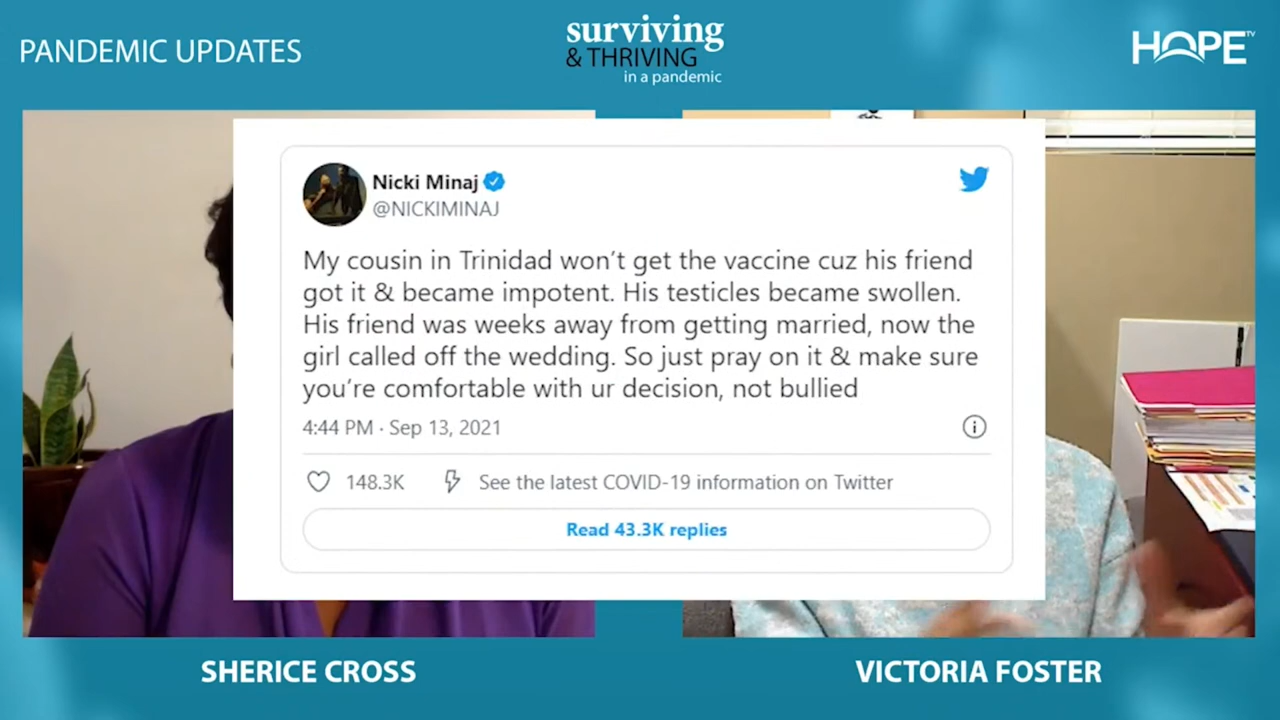 PANDEMIC UPDATES
surviving
& THRIVING
in a pandemic
HOPE TV
Nicki Minaj
@NICKIMINAJ
My cousin in Trinidad won’t get the vaccine cuz his friend
got it & became impotent. His testicles became swollen.
His friend was weeks away from getting married, now the
girl called off the wedding. So just pray on it & make sure
you’re comfortable with ur decision, not bullied
4:44 PM · Sep 13, 2021
148.3K
See the latest COVID-19 information on Twitter
Read 43.3K replies
SHERICE CROSS
VICTORIA FOSTER